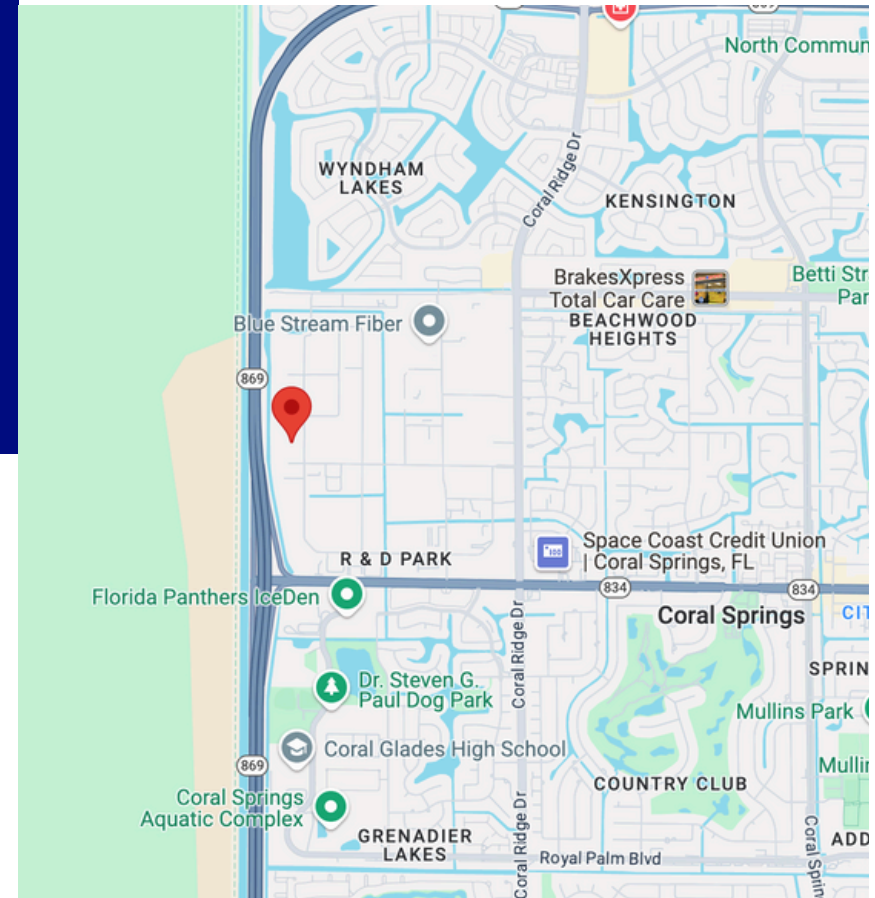 North Commun
WYNDHAM
LAKES
Coral Ridge Dr
KENSINGTON
BrakesXpress
Total Car Care
Betti Str
Par
BEACHWOOD
HEIGHTS
Blue Stream Fiber
869
R & D PARK
Space Coast Credit Union
| Coral Springs, FL
834
834
Florida Panthers IceDen
Coral Springs
CIT
Coral Ridge Dr
SPRIN
Dr. Steven G.
Paul Dog Park
Mullins Park
Coral Glades High School
869
Mullin
COUNTRY CLUB
Coral Springs
Aquatic Complex
GRENADIER
LAKES
Coral Ridge Dr
Royal Palm Blvd
Coral Sprin
ADD